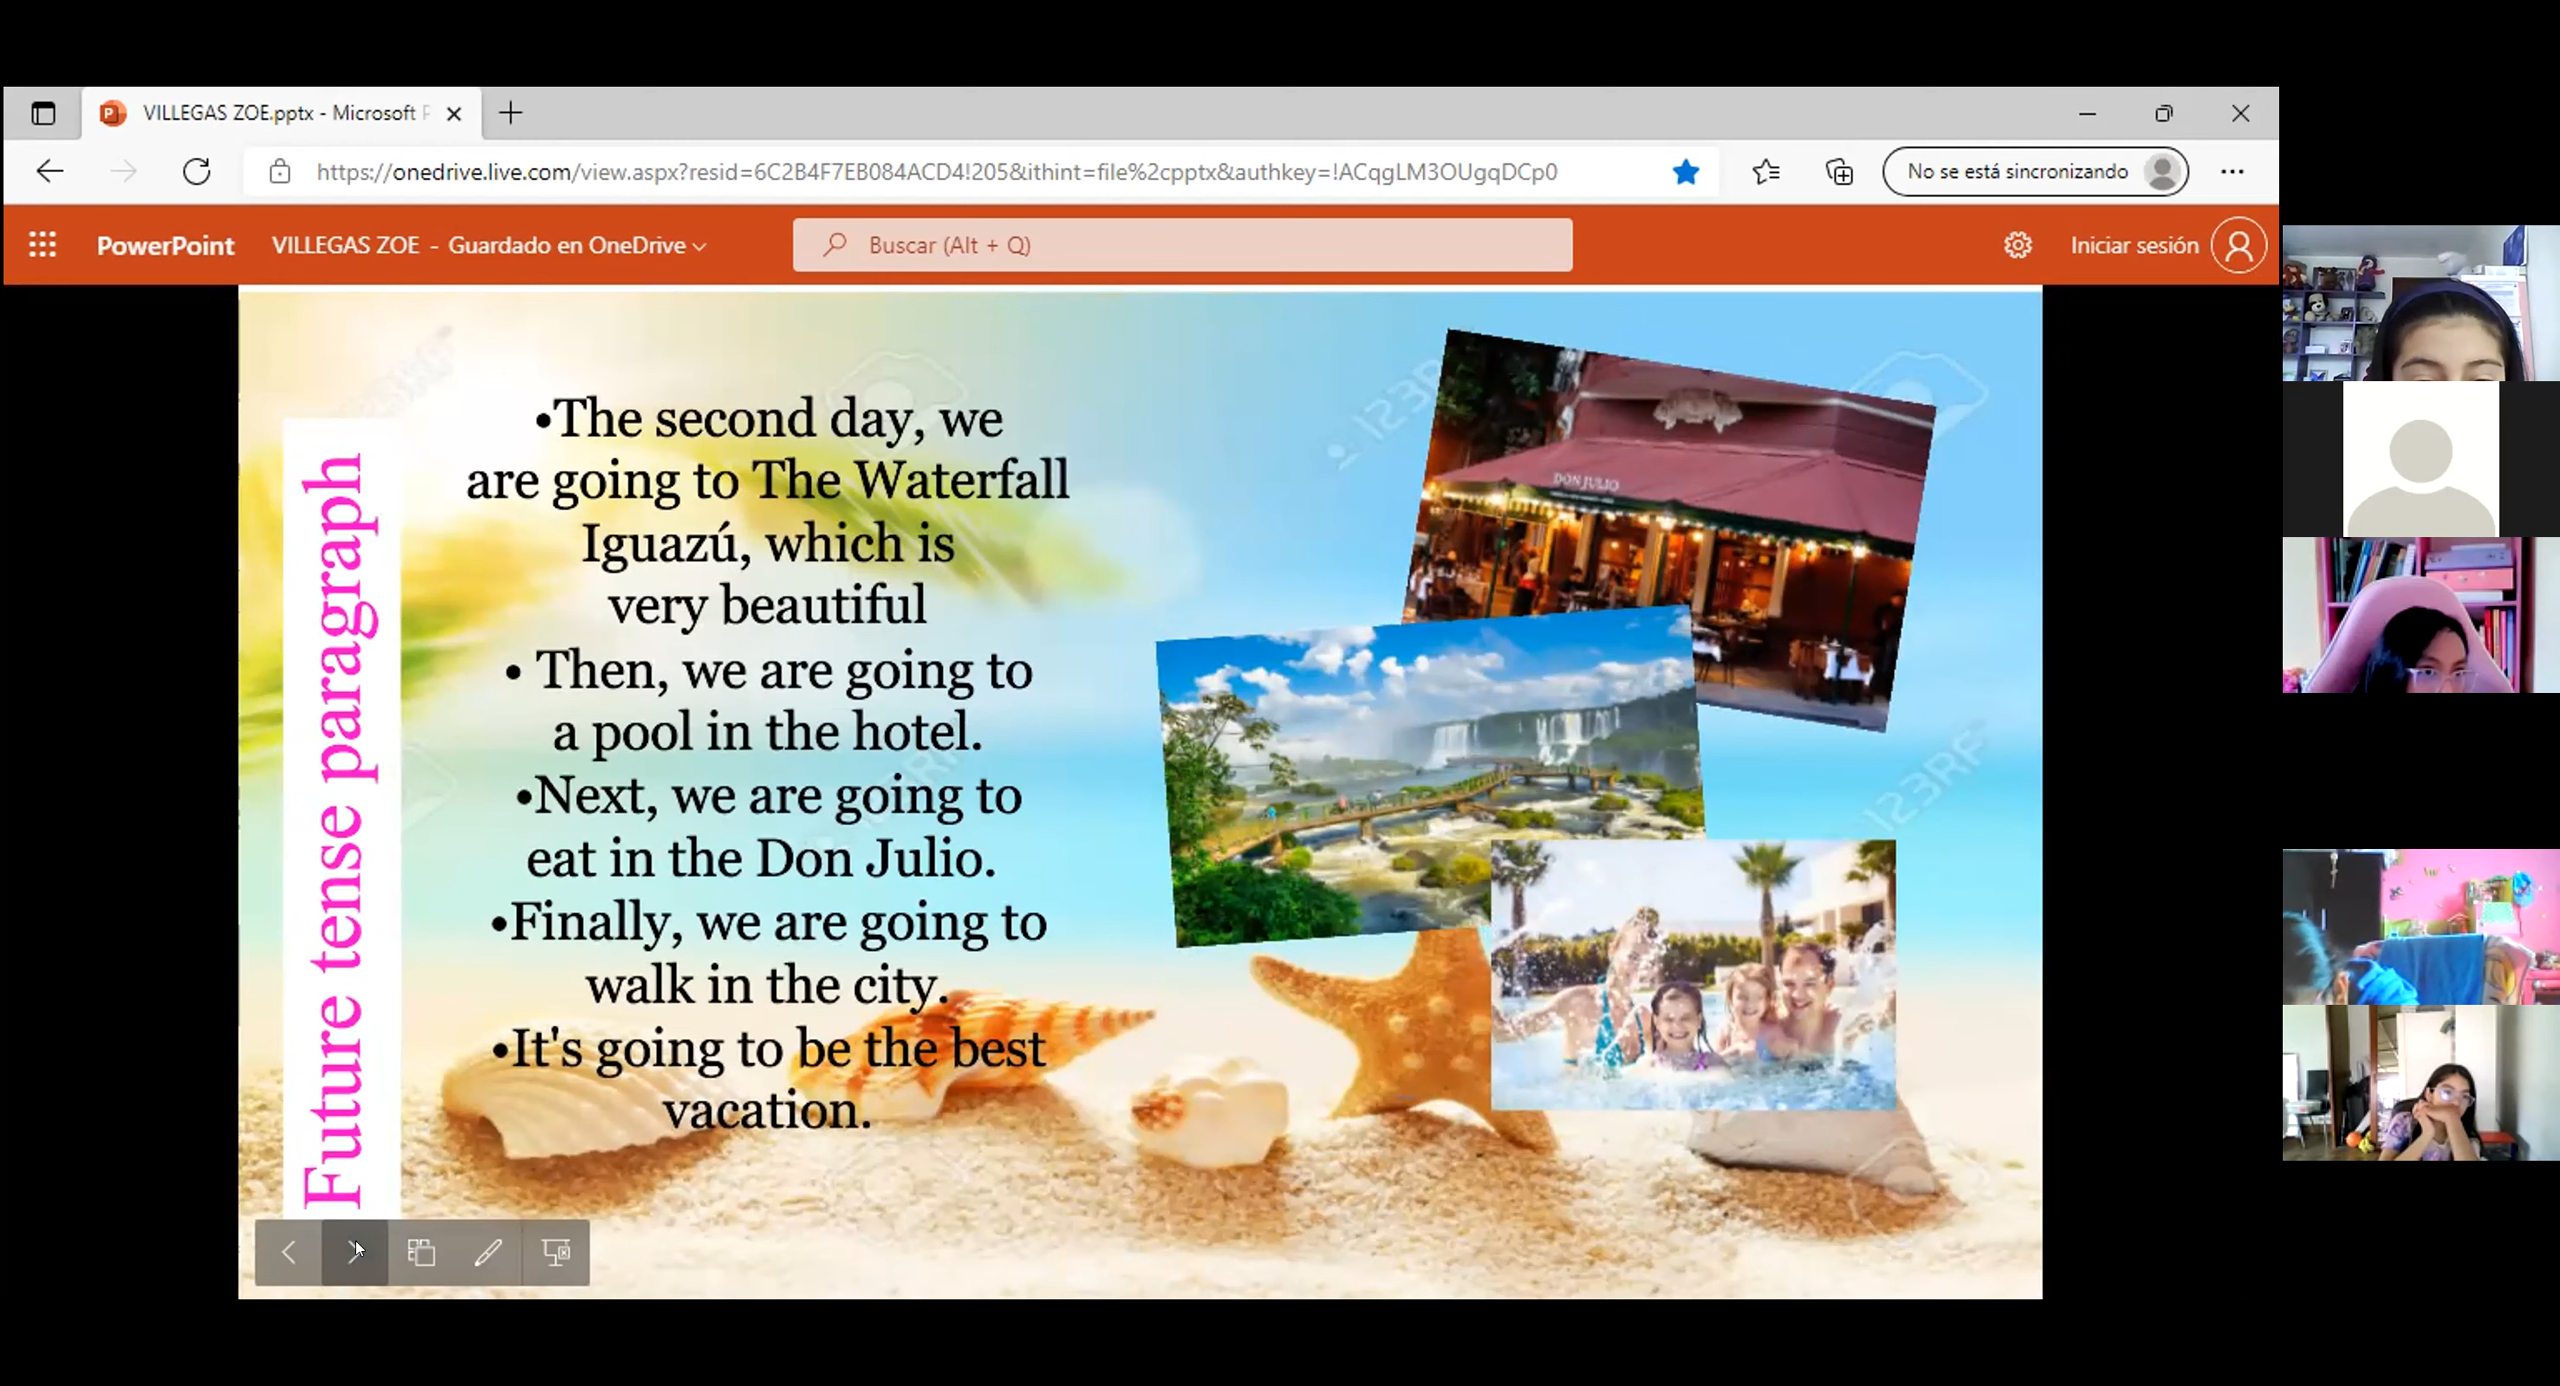 VILLEGAS ZOE.pptx - Microsoft P
https://onedrive.live.com/view.aspx?resid=6C2B4F7EB084ACD4!205&ithint=file%2cpptx&authkey=!ACqgLM3OUgqDCp0
No se está sincronizando
PowerPoint
VILLEGAS ZOE - Guardado en OneDrive
Buscar (Alt + Q)
Iniciar sesión
Future tense paragraph
•The second day, we
are going to The Waterfall
Iguazú, which is
very beautiful
• Then, we are going to
a pool in the hotel.
•Next, we are going to
eat in the Don Julio.
•Finally, we are going to
walk in the city.
•It's going to be the best
vacation.
DON JULIO
123RF